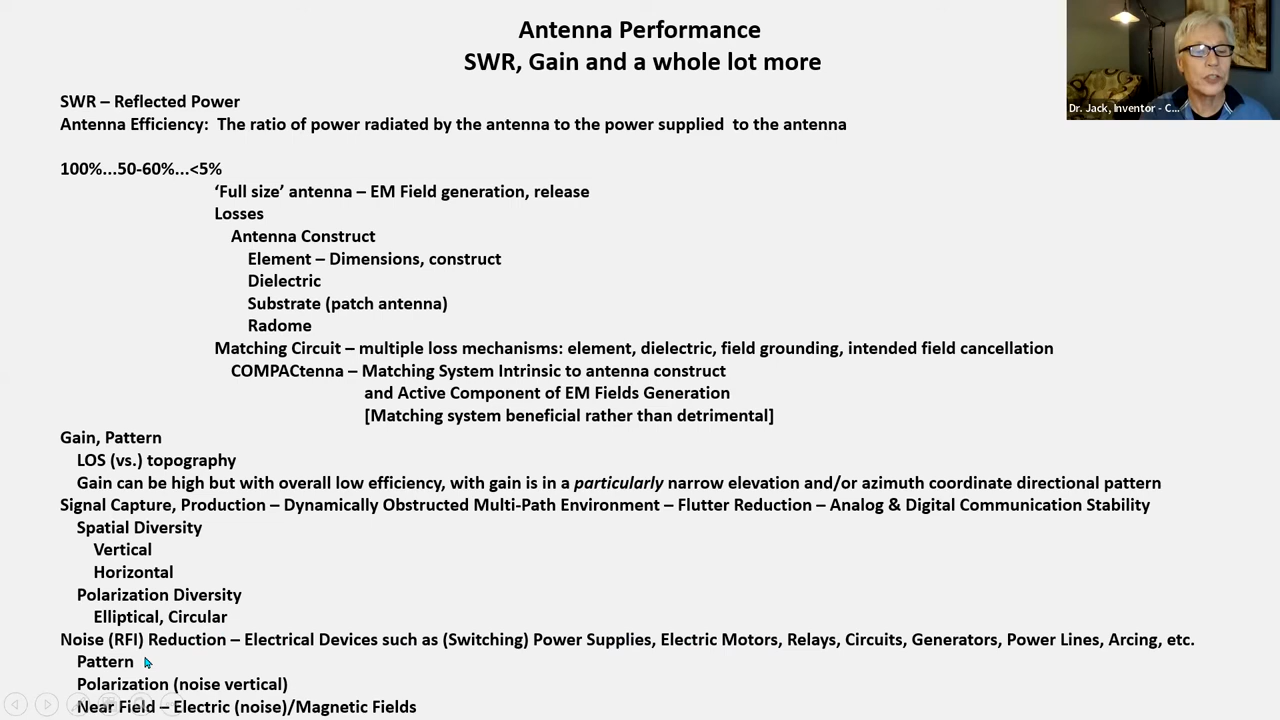 Antenna Performance
SWR, Gain and a whole lot more
Dr. Jack, Inventor - C...
SWR – Reflected Power
Antenna Efficiency:  The ratio of power radiated by the antenna to the power supplied  to the antenna
100%...50-60%...<5%
‘Full size’ antenna – EM Field generation, release
Losses
Antenna Construct
Element – Dimensions, construct
Dielectric
Substrate (patch antenna)
Radome
Matching Circuit – multiple loss mechanisms: element, dielectric, field grounding, intended field cancellation
COMPACtenna – Matching System Intrinsic to antenna construct
and Active Component of EM Fields Generation
[Matching system beneficial rather than detrimental]
Gain, Pattern
LOS (vs.) topography
Gain can be high but with overall low efficiency, with gain is in a particularly narrow elevation and/or azimuth coordinate directional pattern
Signal Capture, Production – Dynamically Obstructed Multi-Path Environment – Flutter Reduction – Analog & Digital Communication Stability
Spatial Diversity
Vertical
Horizontal
Polarization Diversity
Elliptical, Circular
Noise (RFI) Reduction – Electrical Devices such as (Switching) Power Supplies, Electric Motors, Relays, Circuits, Generators, Power Lines, Arcing, etc.
Pattern
Polarization (noise vertical)
Near Field – Electric (noise)/Magnetic Fields